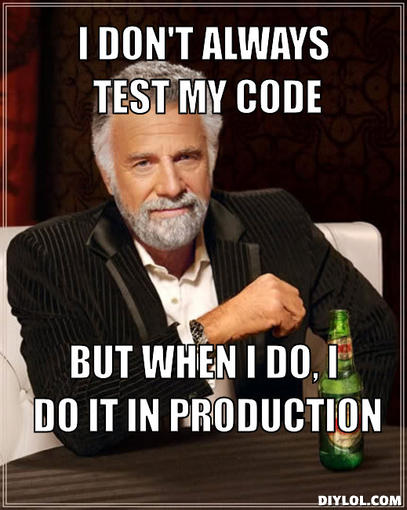 I DON'T ALWAYS
TEST MY CODE
BUT WHEN I DO, I
DO IT IN PRODUCTION
DIYLOL.COM